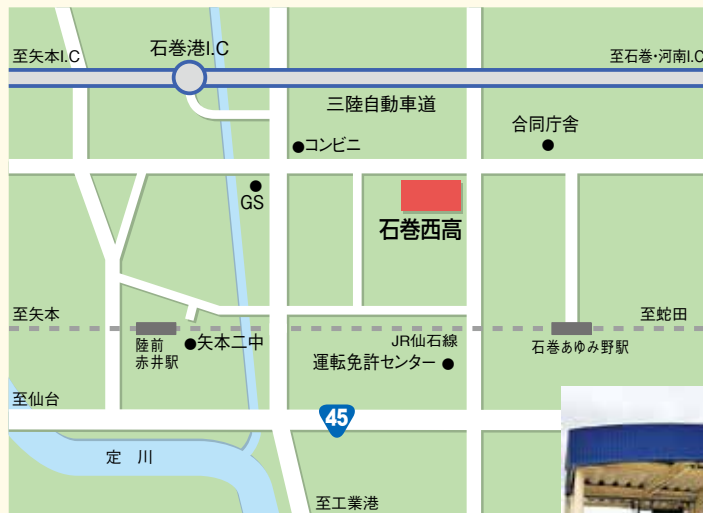 至矢本I.C
石巻港I.C
至石巻・河南I.C
三陸自動車道
合同庁舎
●コンビニ
GS
石巻西高
至矢本
至蛇田
陸前
赤井駅
●矢本二中
JR仙石線
石巻あゆみ野駅
運転免許センター●
至仙台
45
定川
至工業港